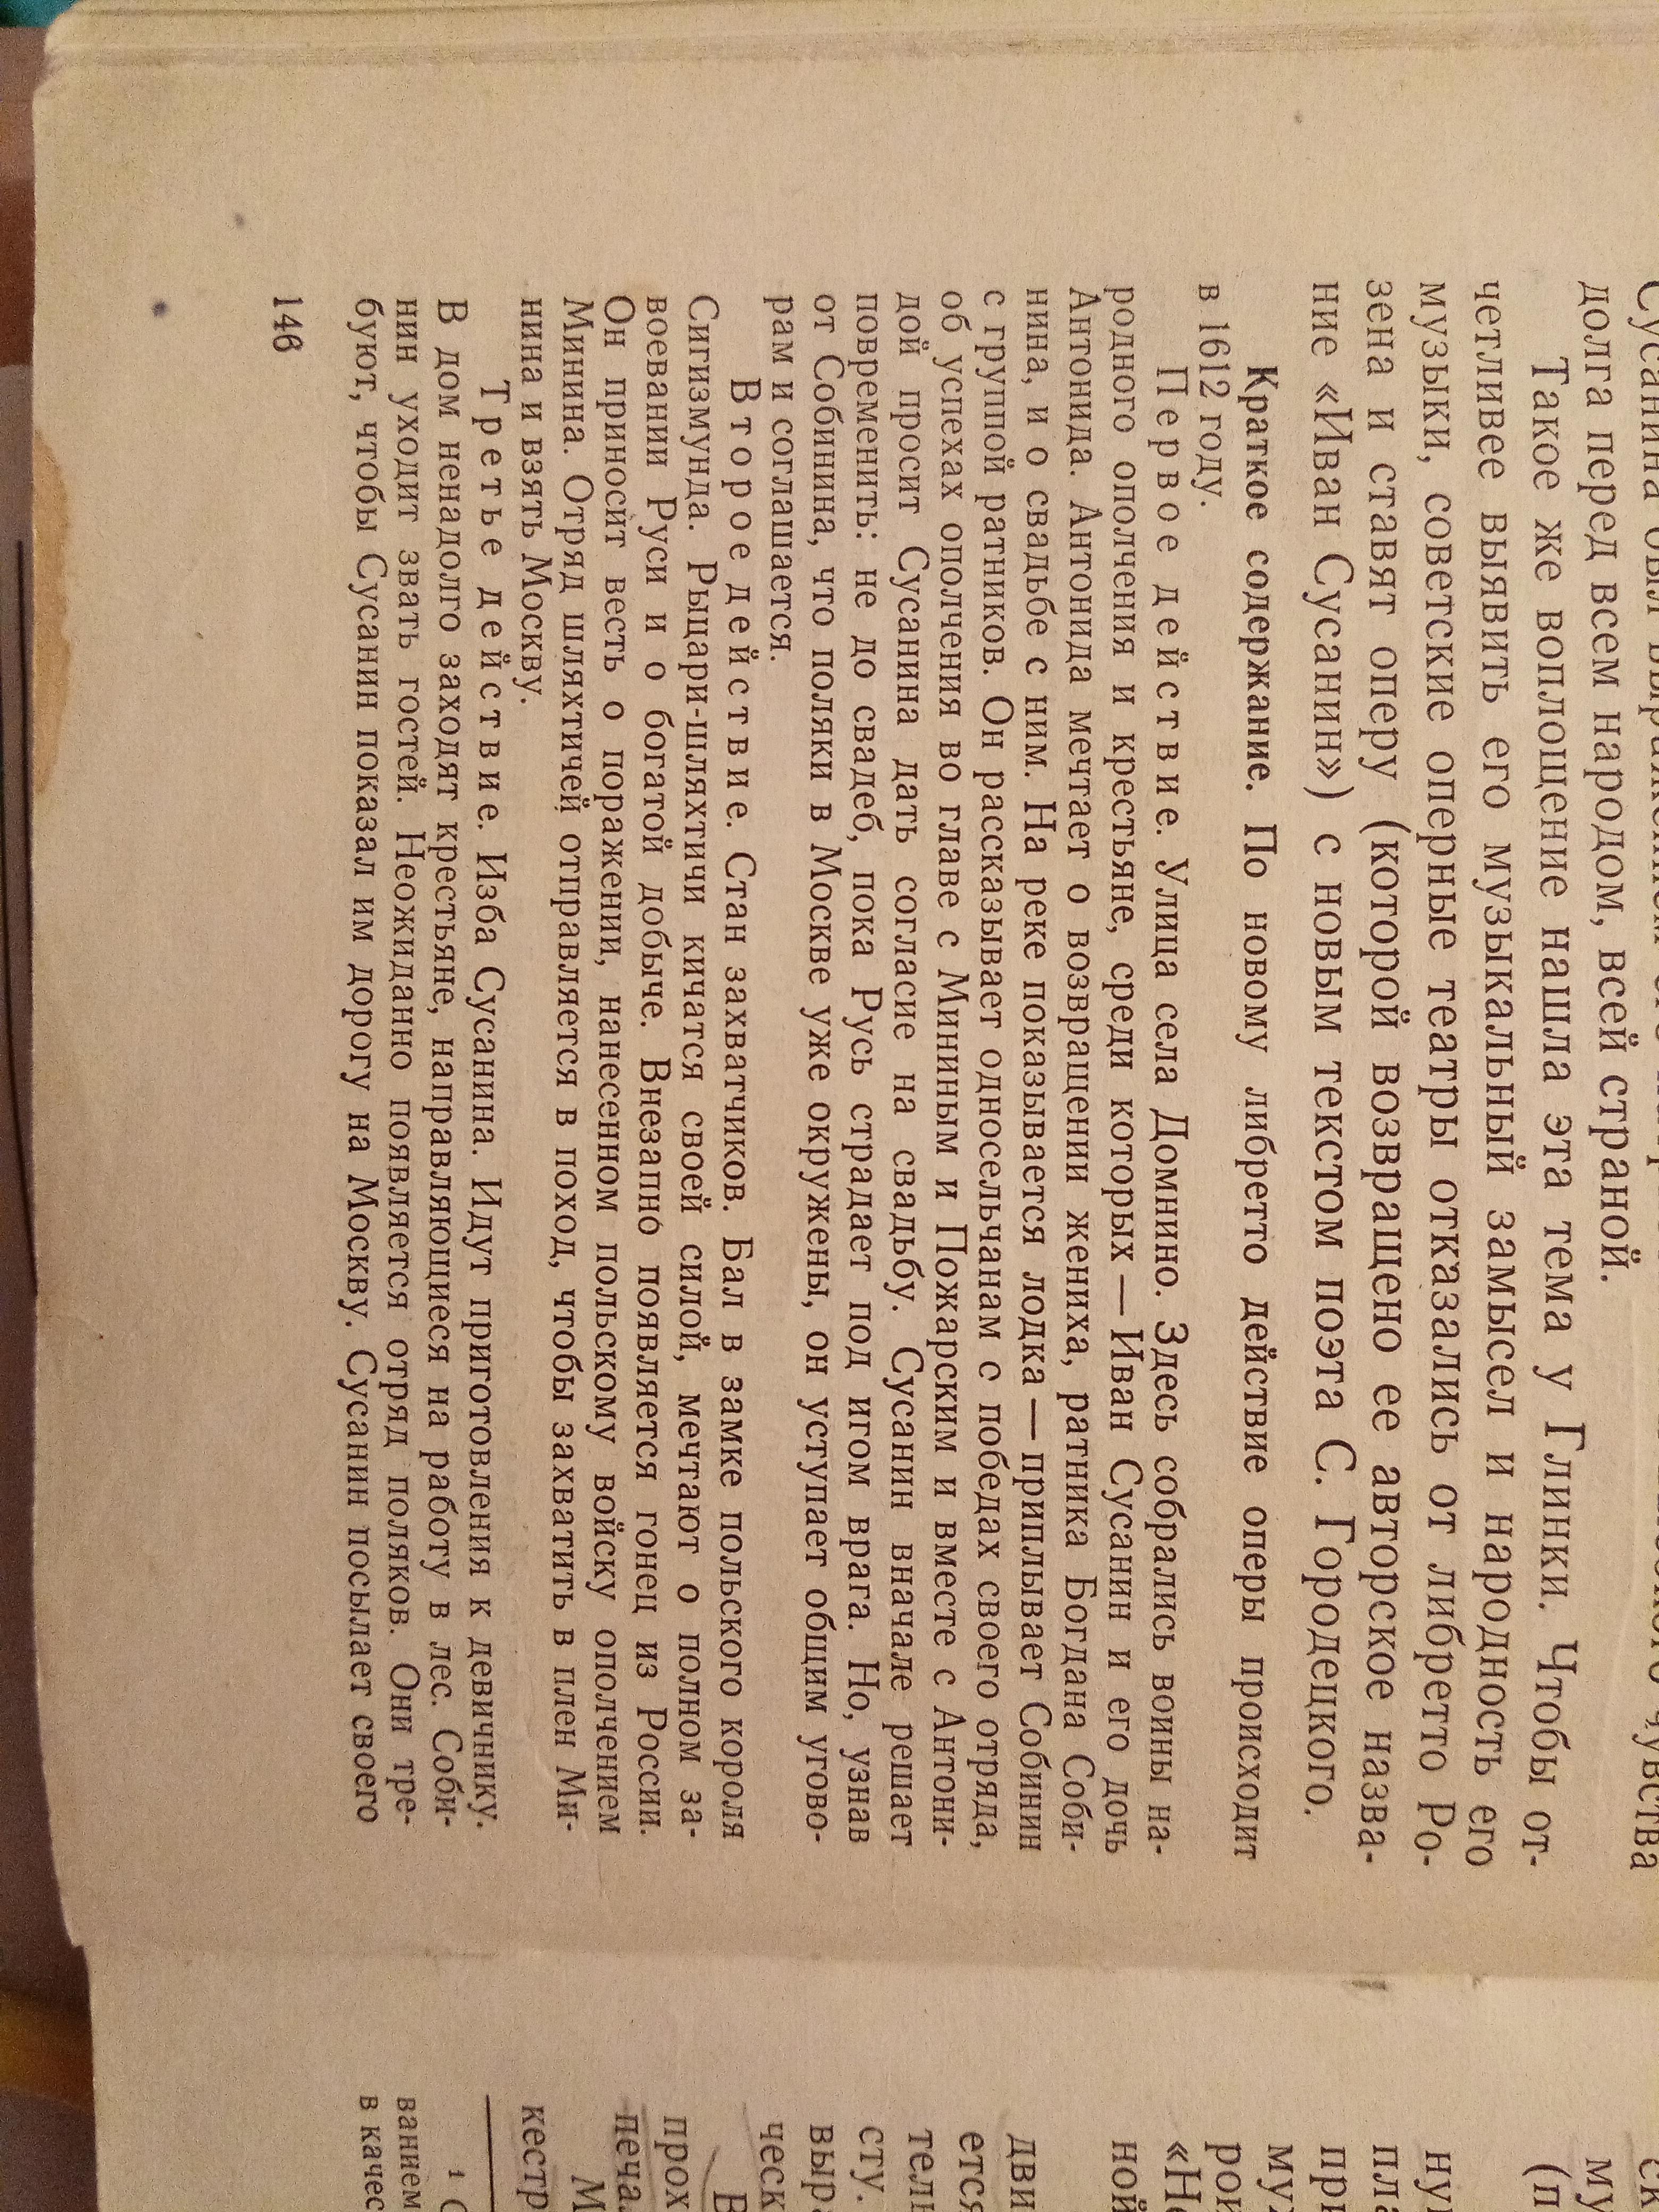 долга перед всем народом, всей страной.
Такое же воплощение нашла эта тема у Глинки. Чтобы от-
четливее выявить его музыкальный замысел и народность его
музыки, советские оперные театры отказались от либретто Ро-
зена и ставят оперу (которой возвращено ее авторское назва-
ние «Иван Сусанин») с новым текстом поэта С. Городецкого.
Краткое содержание. По новому либретто действие оперы происходит
в 1612 году.
Первое действие. Улица села Домнино. Здесь собрались воины на-
родного ополчения и крестьяне, среди которых — Иван Сусанин и его дочь
Антонида. Антонида мечтает о возвращении жениха, ратника Богдана Соби-
нина, и о свадьбе с ним. На реке показывается лодка — приплывает Собинин
с группой ратников. Он рассказывает односельчанам о победах своего отряда,
об успехах ополчения во главе с Мининым и Пожарским и вместе с Антони-
дой просит Сусанина дать согласие на свадьбу. Сусанин вначале решает
повременить: не до свадеб, пока Русь страдает под игом врага. Но, узнав
от Собинина, что поляки в Москве уже окружены, он уступает общим угово-
рам и соглашается.
Второе действие. Стан захватчиков. Бал в замке польского короля
Сигизмунда. Рыцари-шляхтичи кичатся своей силой, мечтают о полном за-
воевании Руси и о богатой добыче. Внезапно появляется гонец из России.
Он приносит весть о поражении, нанесенном польскому войску ополчением
Минина. Отряд шляхтичей отправляется в поход, чтобы захватить в плен Ми-
нина и взять Москву.
Третье действие. Изба Сусанина. Идут приготовления к девичнику.
В дом ненадолго заходят крестьяне, направляющиеся на работу в лес. Соби-
нин уходит звать гостей. Неожиданно появляется отряд поляков. Они тре-
буют, чтобы Сусанин показал им дорогу на Москву. Сусанин посылает своего
146